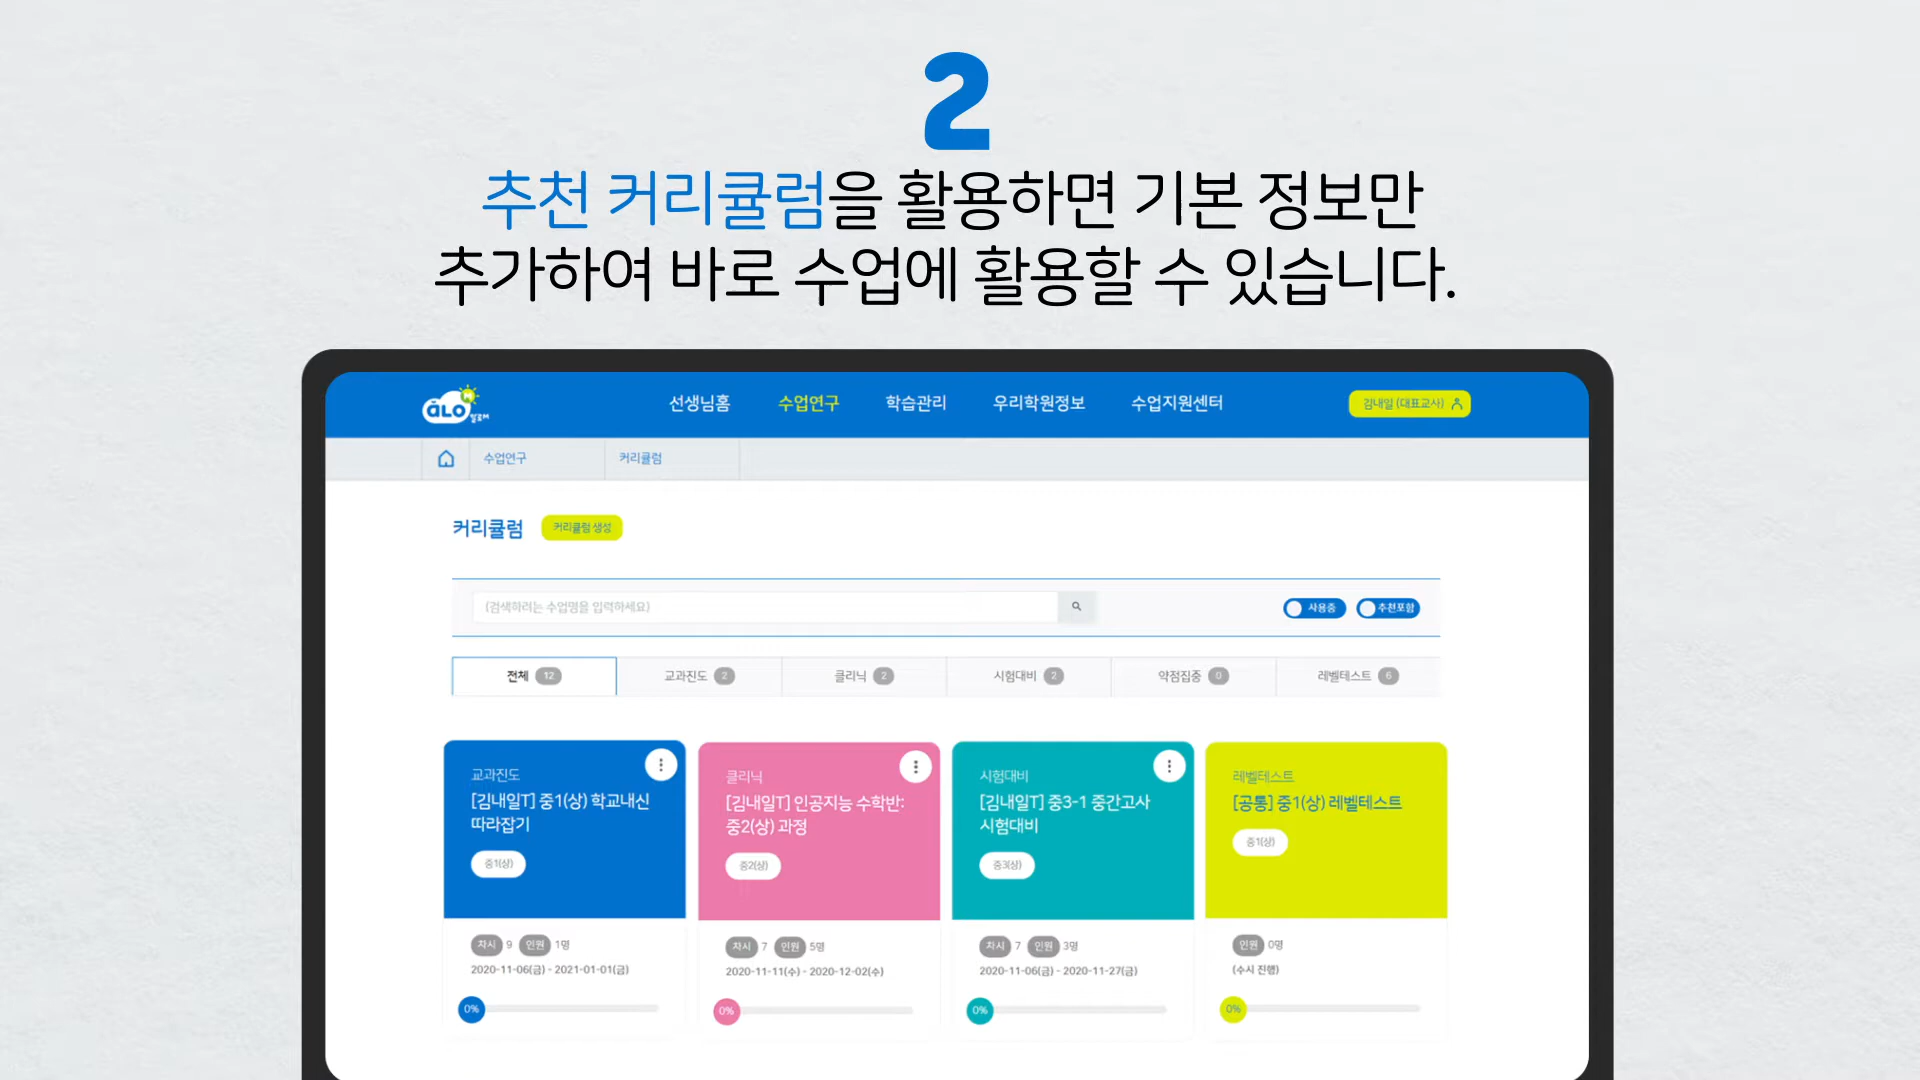 2
추천 커리큘럼을 활용하면 기본 정보만
추가하여 바로 수업에 활용할 수 있습니다.
aLO 알로M
선생님홈 수업연구 학습관리 우리학원정보 수업지원센터 김내일 (대표교사)
수업연구 커리큘럼
커리큘럼 커리큘럼 생성
(검색하려는 수업명을 입력하세요) 사용중 추천포함
전체 12 교과진도 2 클리닉 2 시험대비 2 약점집중 0 레벨테스트 6
교과진도
[김내일T] 중1(상) 학교내신
따라잡기
중1(상)
차시 9 인원 1명
2020-11-06(금) - 2021-01-01(금)
0%
클리닉
[김내일T] 인공지능 수학반:
중2(상) 과정
중2(상)
차시 7 인원 5명
2020-11-11(수) - 2020-12-02(수)
0%
시험대비
[김내일T] 중3-1 중간고사
시험대비
중3(상)
차시 7 인원 3명
2020-11-06(금) - 2020-11-27(금)
0%
레벨테스트
[공통] 중1(상) 레벨테스트
중1(상)
인원 0명
(수시 진행)
0%